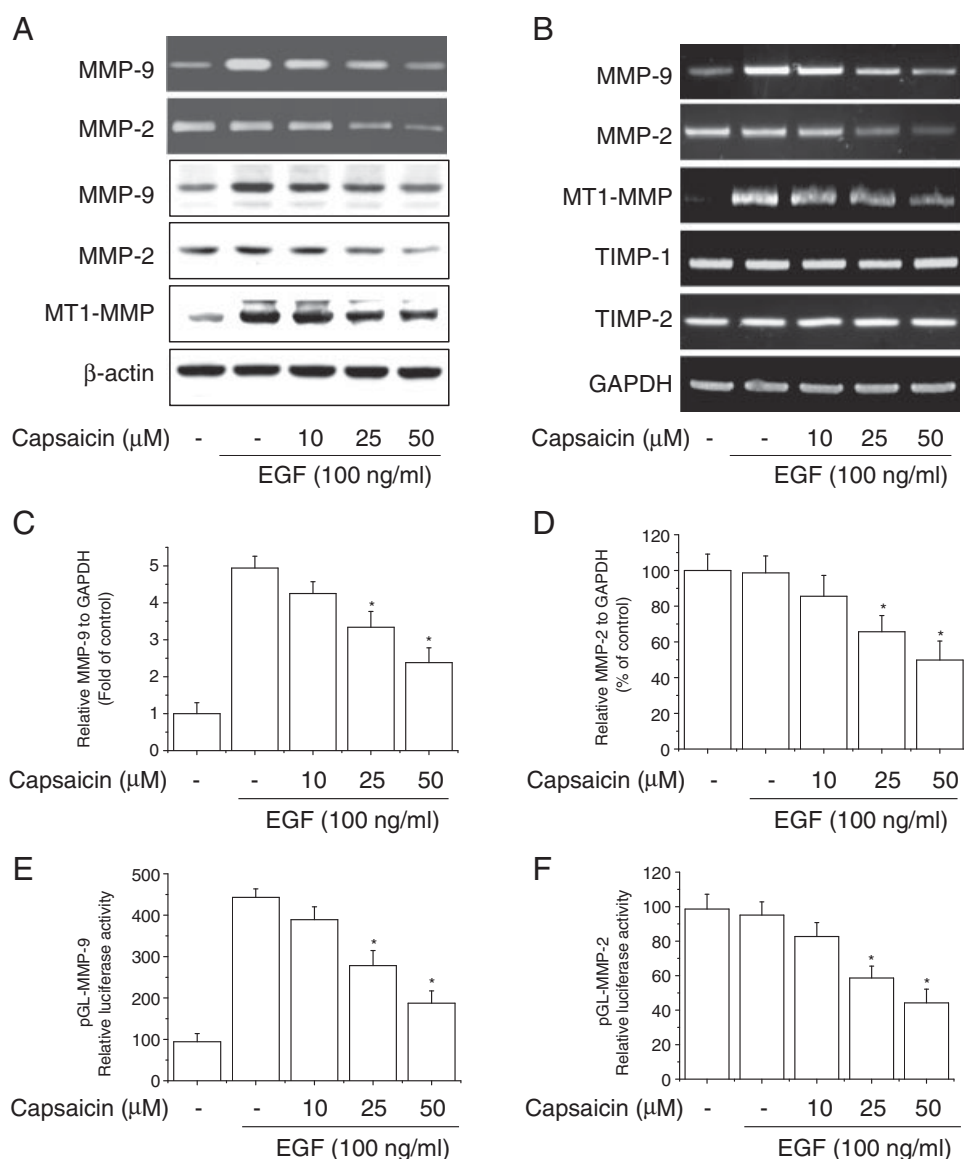 A
MMP-9
MMP-2
MMP-9
MMP-2
MT1-MMP
β-actin
Capsaicin (μM) - - 10 25 50
EGF (100 ng/ml)
B
MMP-9
MMP-2
MT1-MMP
TIMP-1
TIMP-2
GAPDH
Capsaicin (μM) - - 10 25 50
EGF (100 ng/ml)
C
Relative MMP-9 to GAPDH
(Fold of control)
5
4
3
2
1
0
*
*
Capsaicin (μM) - - 10 25 50
EGF (100 ng/ml)
D
Relative MMP-2 to GAPDH
(% of control)
120
100
80
60
40
20
0
*
*
Capsaicin (μM) - - 10 25 50
EGF (100 ng/ml)
E
pGL-MMP-9
Relative luciferase activity
500
400
300
200
100
0
*
*
Capsaicin (μM) - - 10 25 50
EGF (100 ng/ml)
F
pGL-MMP-2
Relative luciferase activity
120
100
80
60
40
20
0
*
*
Capsaicin (μM) - - 10 25 50
EGF (100 ng/ml)